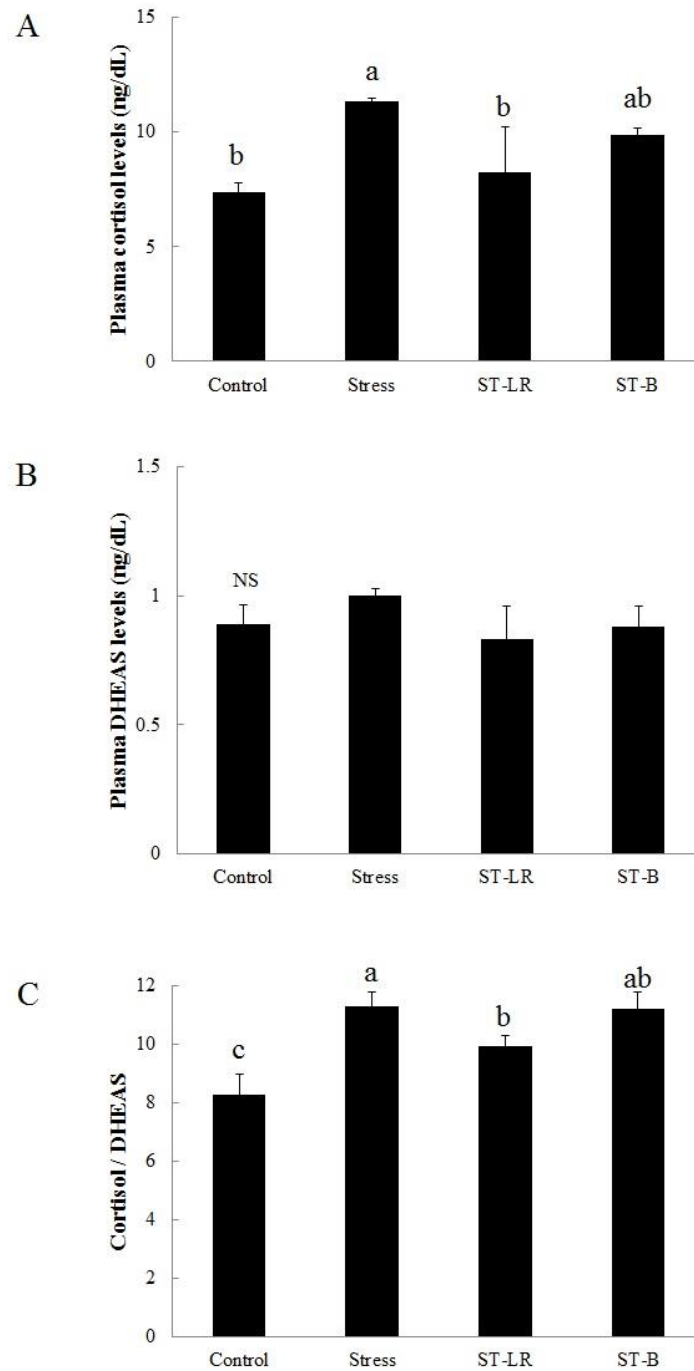 A
Plasma cortisol levels (ng/dL)
15
10
5
0
b
a
b
ab
Control Stress ST-LR ST-B
B
Plasma DHEAS levels (ng/dL)
1.5
1
0.5
0
NS
Control Stress ST-LR ST-B
C
Cortisol / DHEAS
12
10
8
6
4
2
0
c
a
b
ab
Control Stress ST-LR ST-B